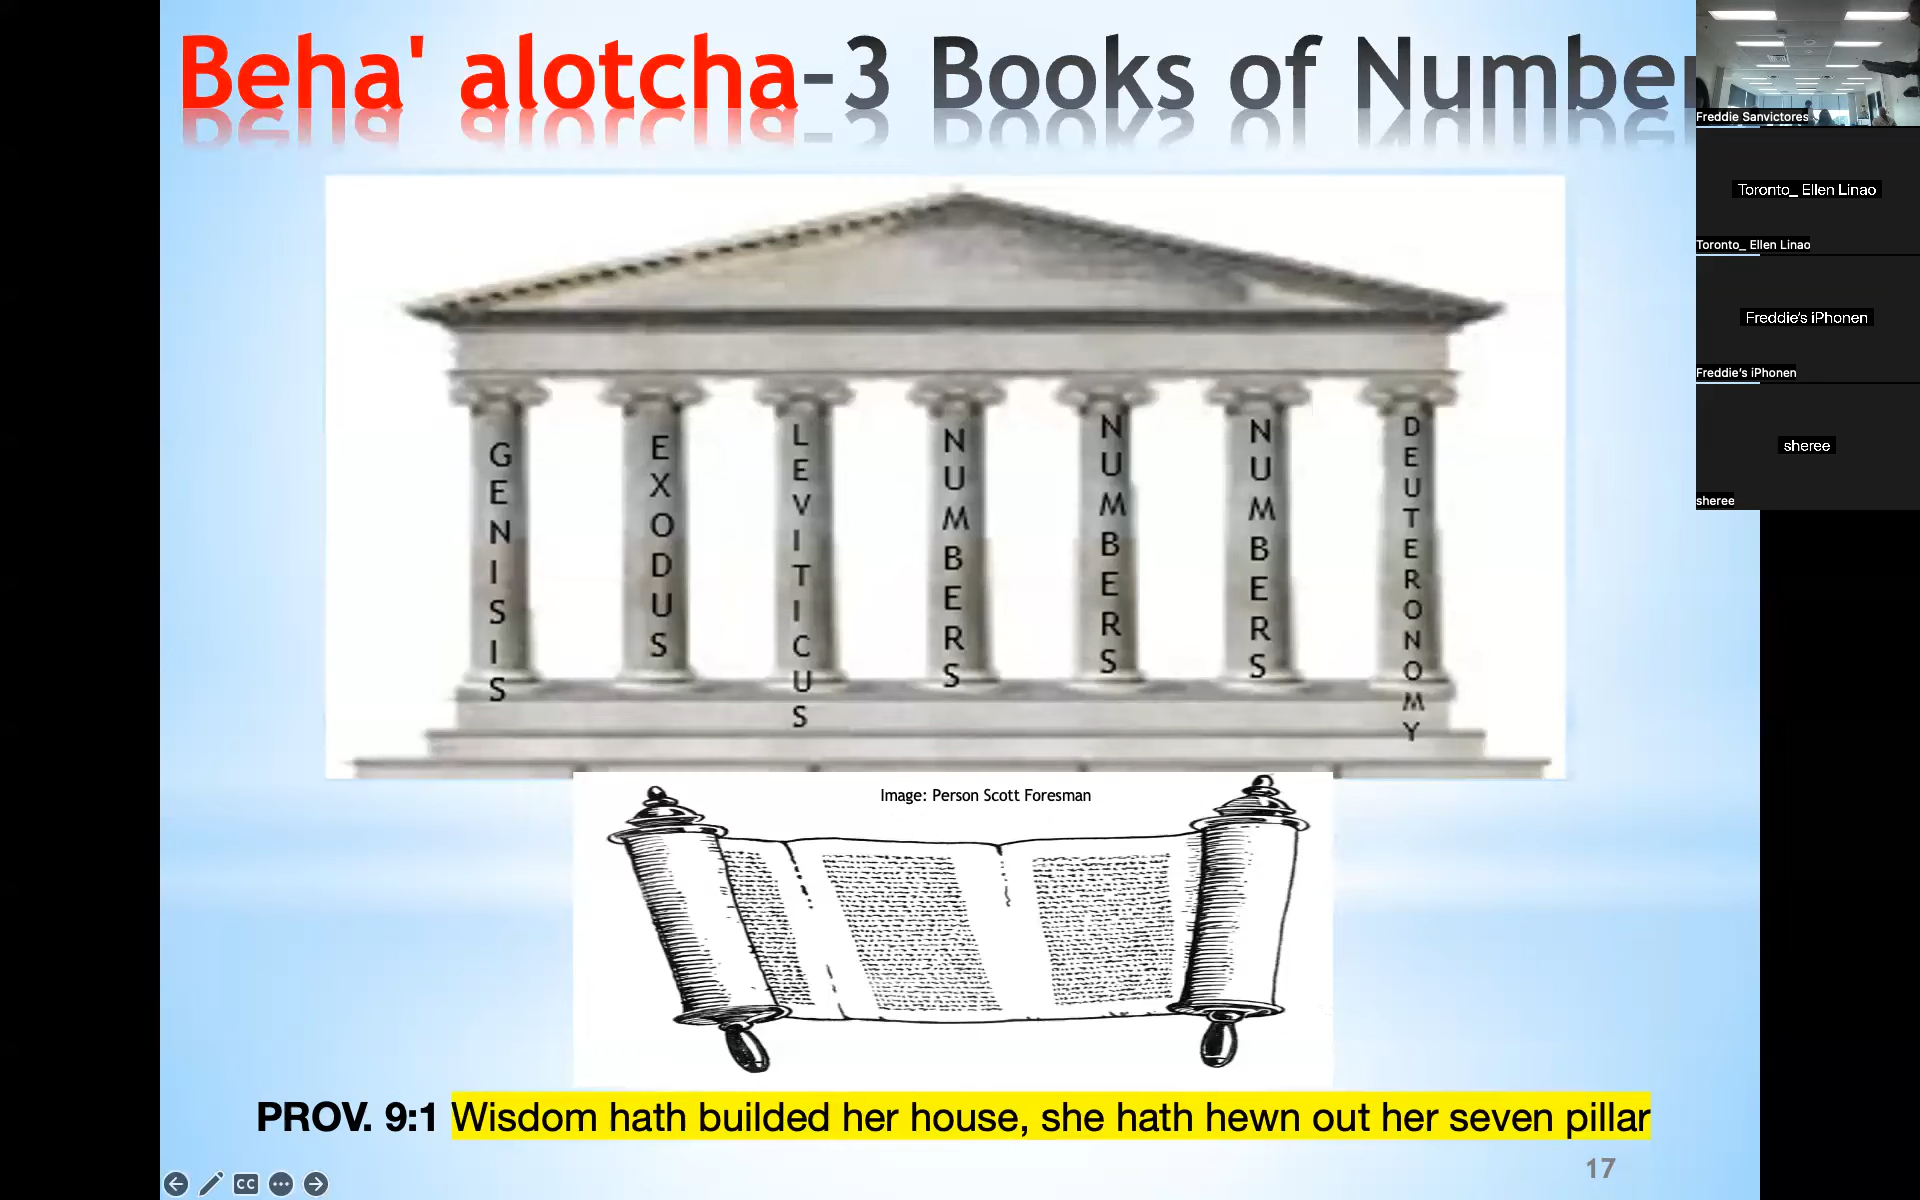 Beha' alotcha-3 Books of Number
GENISIS
EXODUS
LEVITICUS
NUMBERS
NUMBERS
NUMBERS
DEUTERONOMY
Image: Person Scott Foresman
PROV. 9:1 Wisdom hath builded her house, she hath hewn out her seven pillar
17
CC
Freddie Sanvictores
Toronto_ Ellen Linao
Toronto_ Ellen Linao
Freddie's iPhonen
Freddie's iPhonen
sheree
sheree